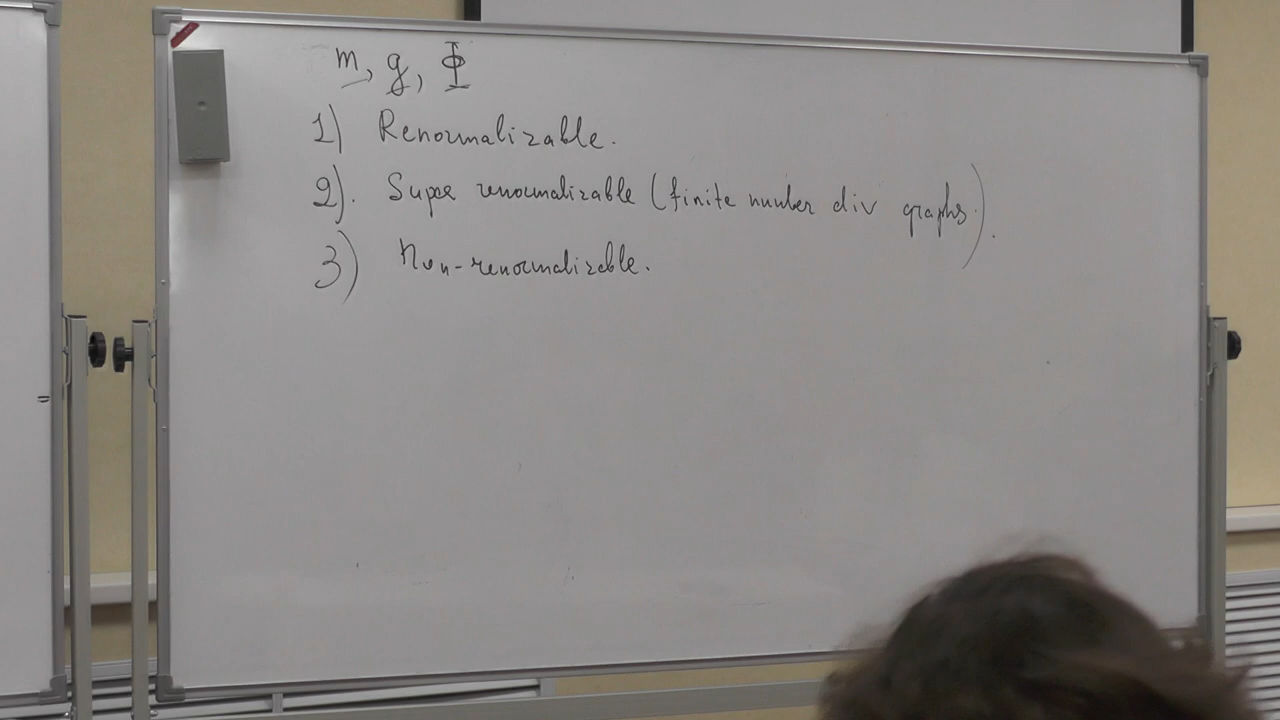 m, g, Φ
1) Renormalizable.
2). Super renormalizable (finite number div graphs).
3) Non-renormalizable.